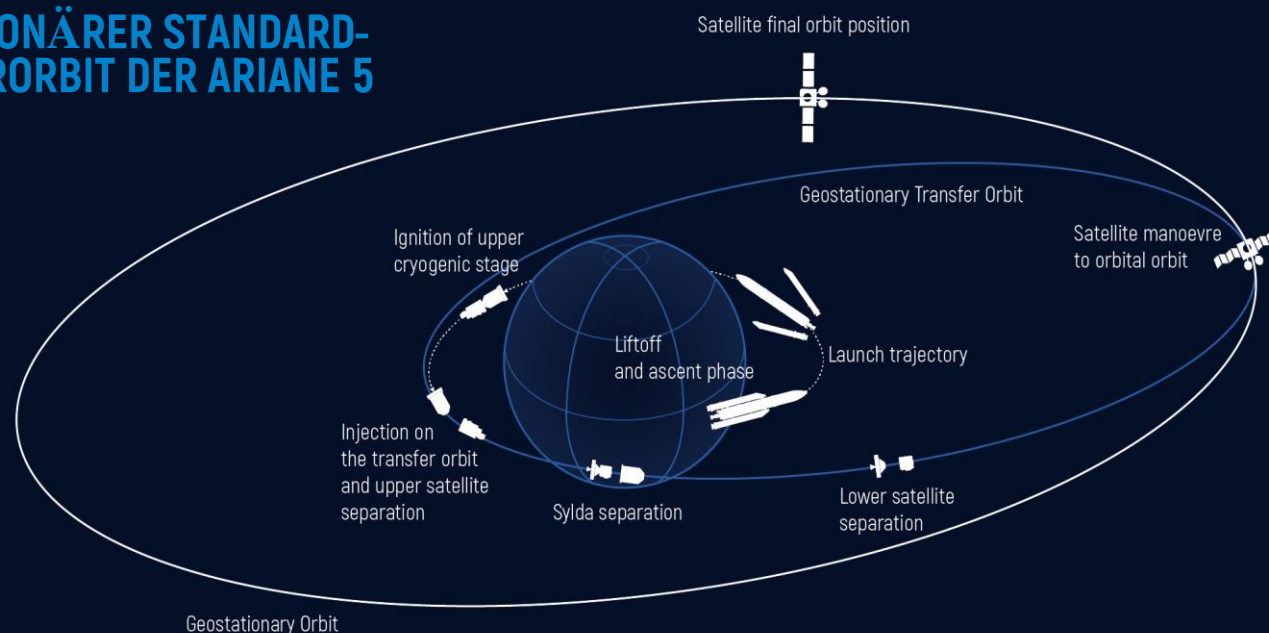 ONÄRER STANDARD-
RORBIT DER ARIANE 5
Satellite final orbit position
Geostationary Transfer Orbit
Satellite manoevre
to orbital orbit
Ignition of upper
cryogenic stage
Liftoff
and ascent phase
Launch trajectory
Injection on
the transfer orbit
and upper satellite
separation
Sylda separation
Lower satellite
separation
Geostationary Orbit